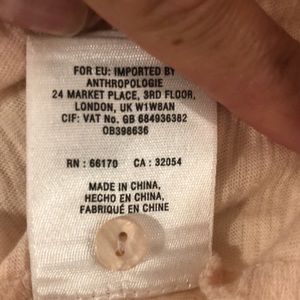 FOR EU: IMPORTED BY
ANTHROPOLOGIE
24 MARKET PLACE, 3RD FLOOR,
LONDON, UK W1W8AN
CIF: VAT No. GB 684936382
OB398636
RN : 66170 CA : 32054
MADE IN CHINA,
HECHO EN CHINA,
FABRIQUÉ EN CHINE